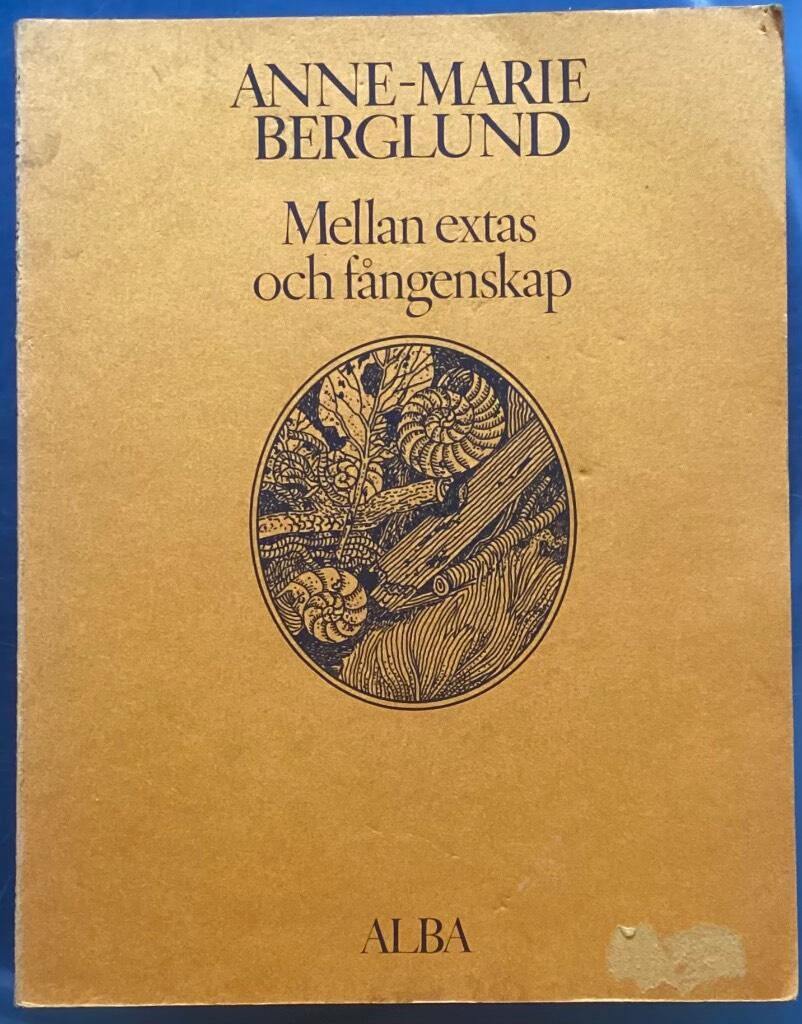 ANNE-MARIE
BERGLUND
Mellan extas
och fångenskap
ALBA